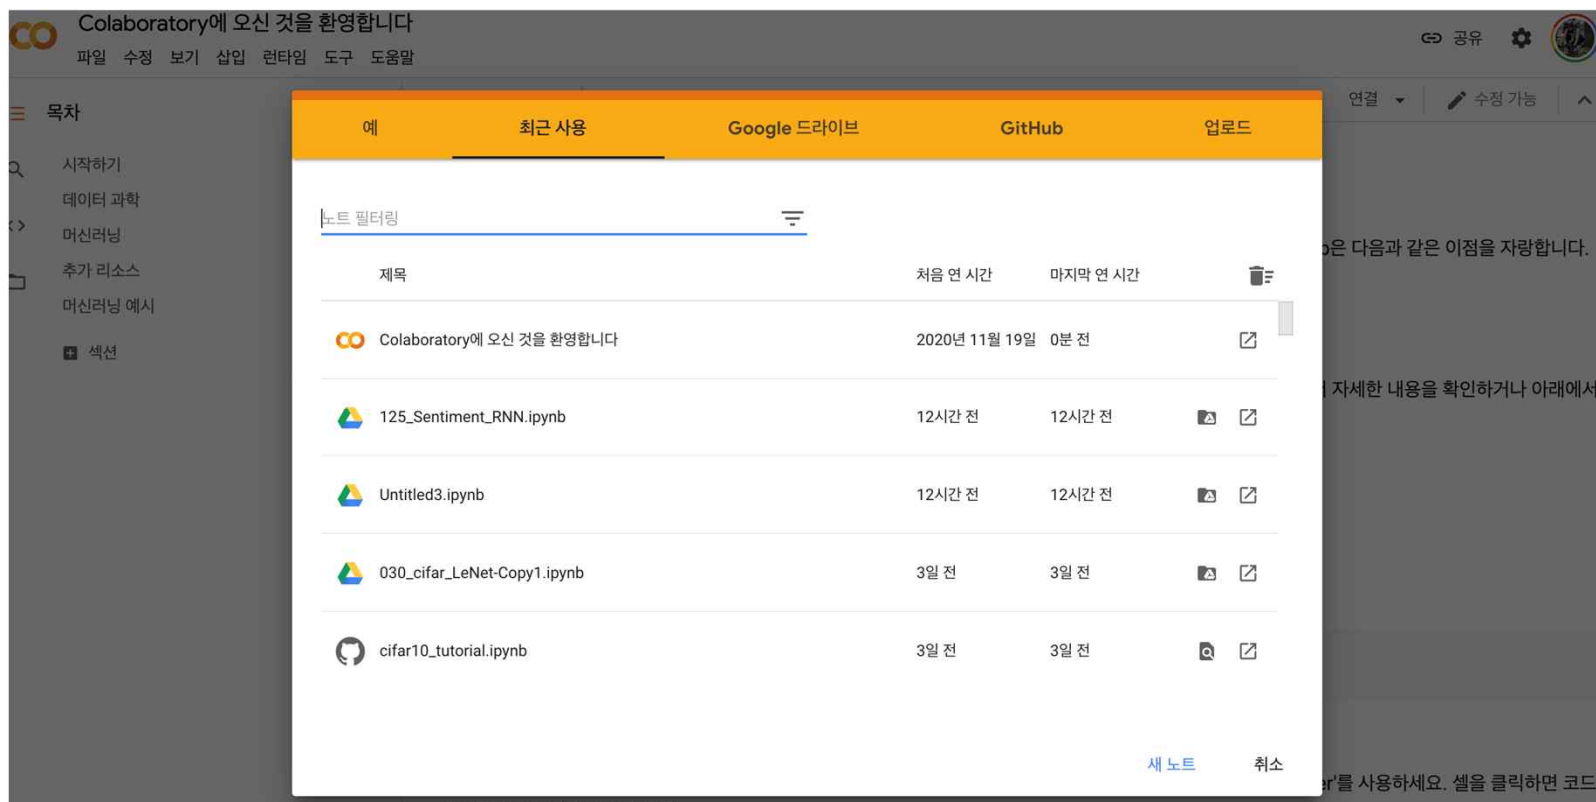 Colaboratory에 오신 것을 환영합니다
파일 수정 보기 삽입 런타임 도구 도움말
공유
목차
시작하기
데이터 과학
머신러닝
추가 리소스
머신러닝 예시
섹션
연결 수정 가능
예 최근 사용 Google 드라이브 GitHub 업로드
노트 필터링
제목 처음 연 시간 마지막 연 시간
Colaboratory에 오신 것을 환영합니다 2020년 11월 19일 0분 전
125_Sentiment_RNN.ipynb 12시간 전 12시간 전
Untitled3.ipynb 12시간 전 12시간 전
030_cifar_LeNet-Copy1.ipynb 3일 전 3일 전
cifar10_tutorial.ipynb 3일 전 3일 전
새 노트 취소
은 다음과 같은 이점을 자랑합니다.
자세한 내용을 확인하거나 아래에서
er'를 사용하세요. 셀을 클릭하면 코드